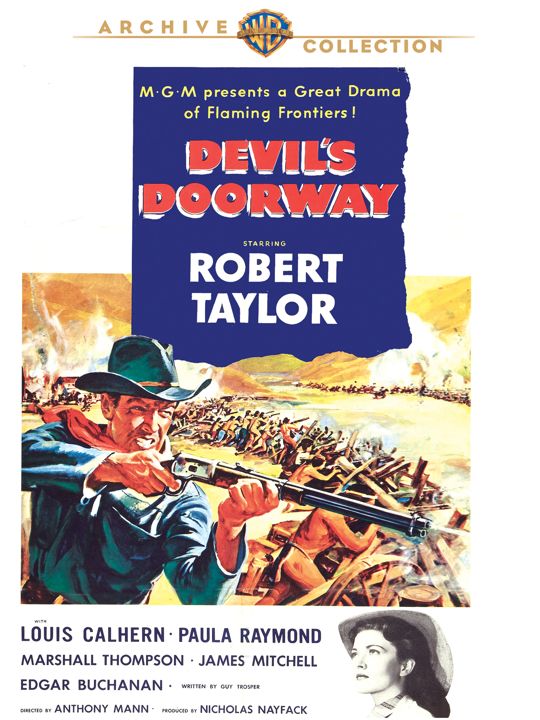 ARCHIVE WB COLLECTION
M·G·M presents a Great Drama
of Flaming Frontiers!
DEVIL'S
DOORWAY
STARRING
ROBERT
TAYLOR
WITH
LOUIS CALHERN · PAULA RAYMOND
MARSHALL THOMPSON · JAMES MITCHELL
EDGAR BUCHANAN · WRITTEN BY GUY TROSPER
DIRECTED BY ANTHONY MANN · PRODUCED BY NICHOLAS NAYFACK